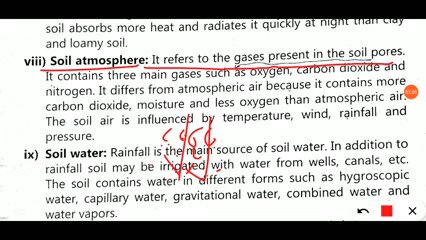 soil absorbes more heat and radiates it quickly at night than clay
and loamy soil.
viii) Soil atmosphere: It refers to the gases present in the soil pores.
It contains three main gases such as oxygen, carbon dioxide and
nitrogen. It differs from atmospheric air because it contains more
carbon dioxide, moisture and less oxygen than atmospheric air.
The soil air is influenced by temperature, wind, rainfall and
pressure.
ix) Soil water: Rainfall is the main source of soil water. In addition to
rainfall soil may be irrigated with water from wells, canals, etc.
The soil contains water in different forms such as hygroscopic
water, capillary water, gravitational water, combined water and
water vapors.